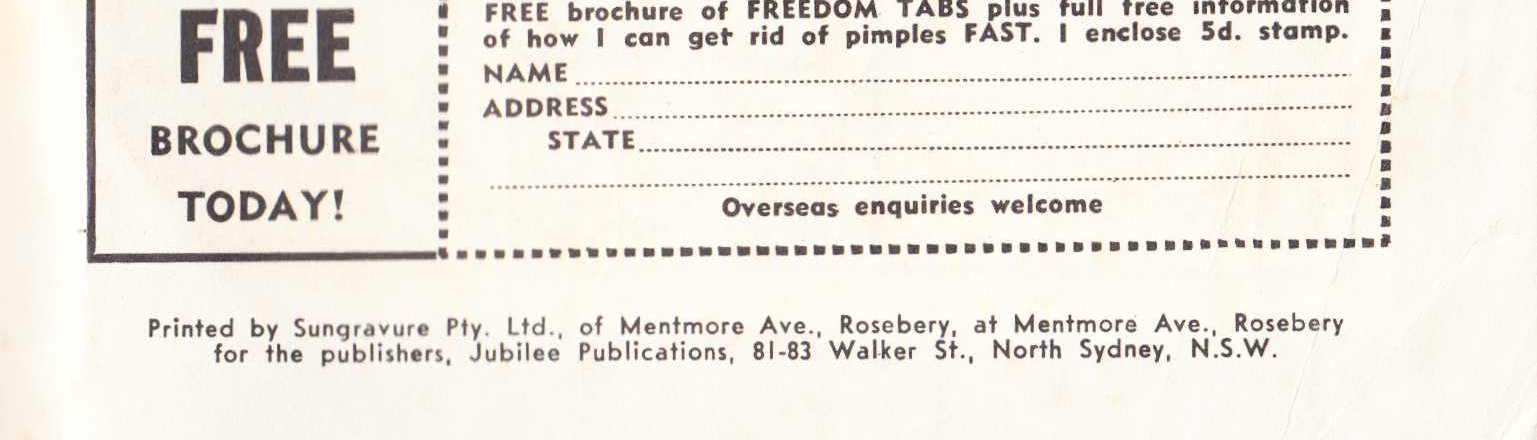 FREE
BROCHURE
TODAY!
FREE brochure of FREEDOM TABS plus full free information
of how I can get rid of pimples FAST. I enclose 5d. stamp.
NAME
ADDRESS
STATE
Overseas enquiries welcome
Printed by Sungravure Pty. Ltd., of Mentmore Ave., Rosebery, at Mentmore Ave., Rosebery
for the publishers, Jubilee Publications, 81-83 Walker St., North Sydney, N.S.W.